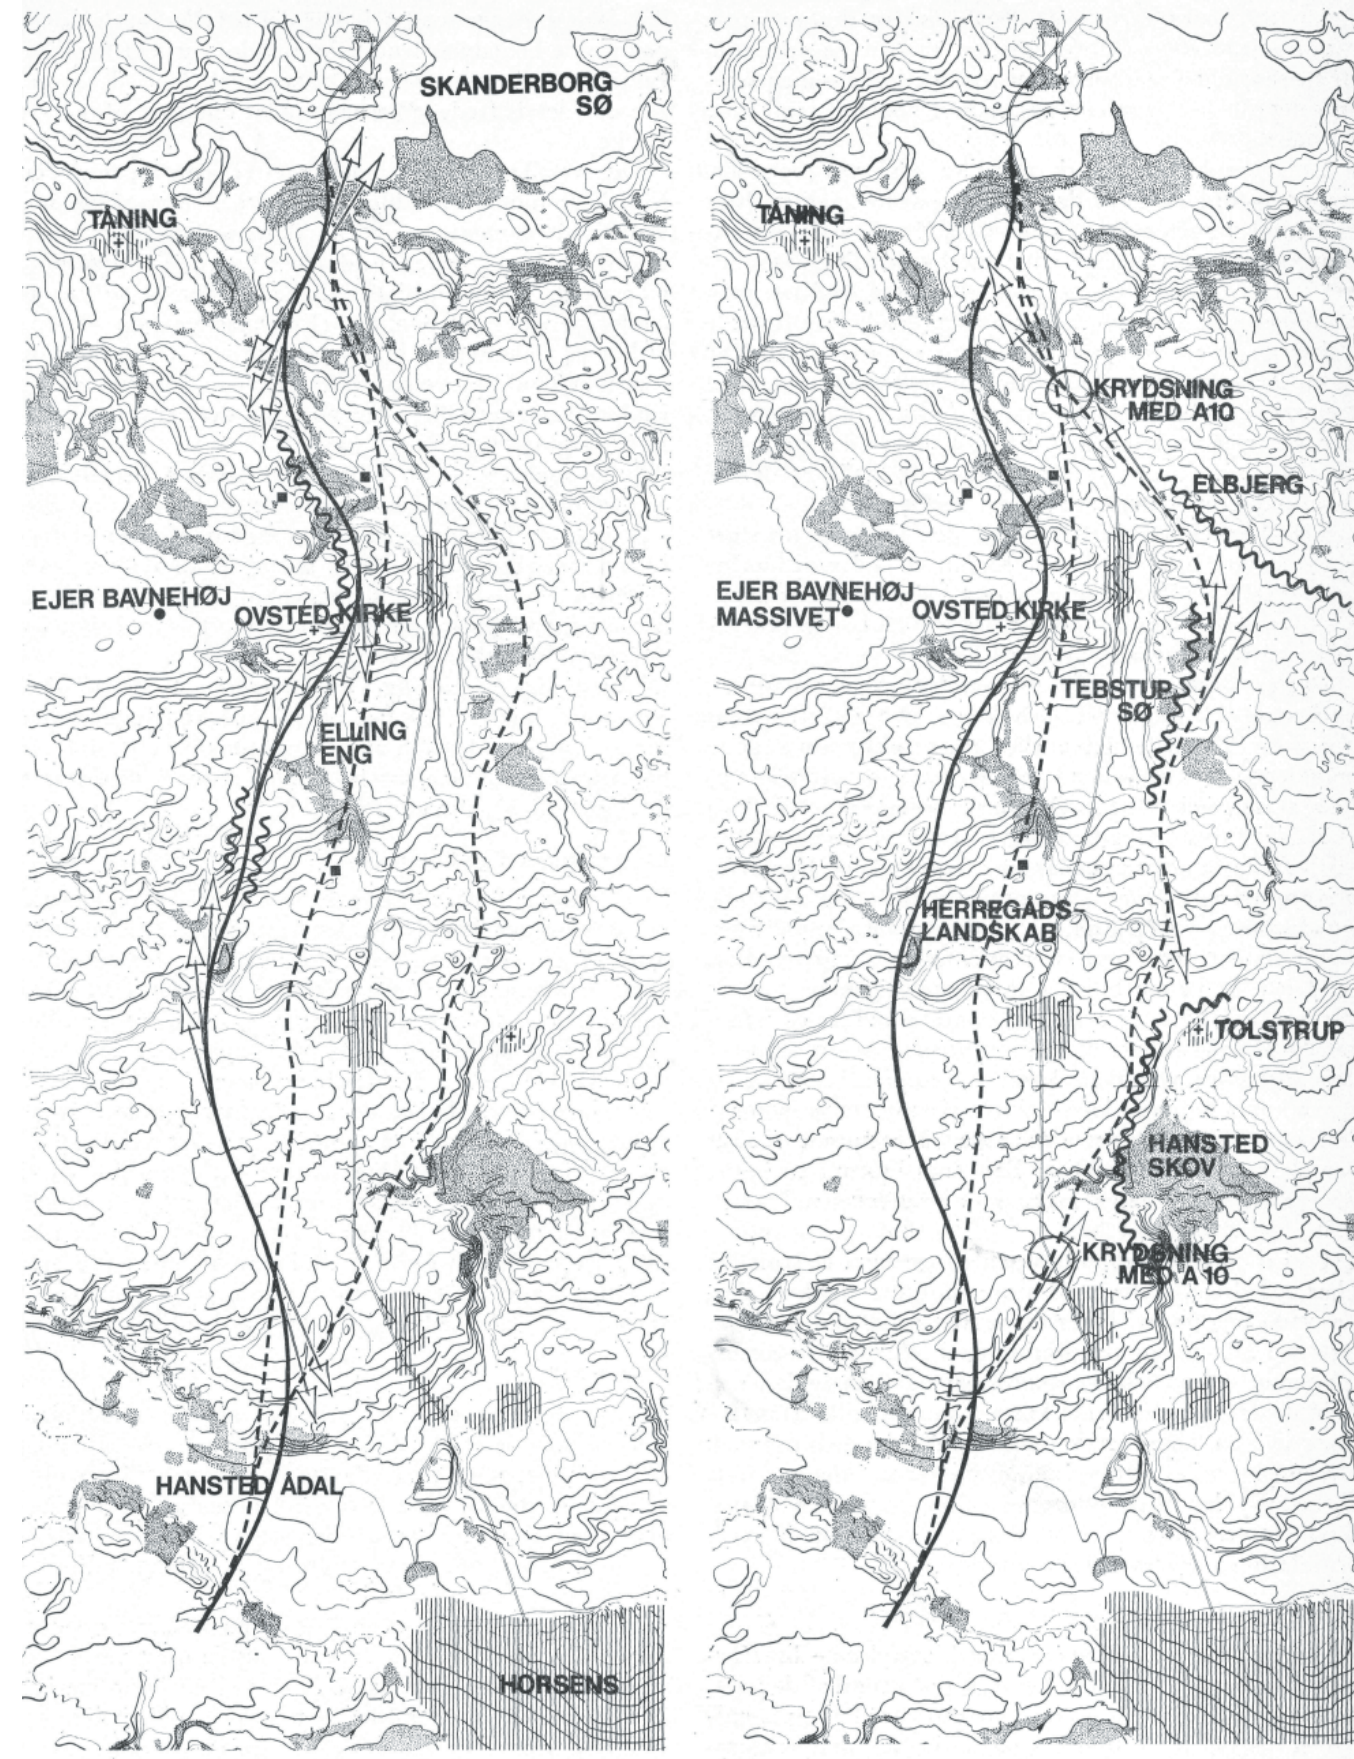 SKANDERBORG
SØ
TÅNING
EJER BAVNEHØJ
OVSTED KIRKE
ELLING
ENG
HANSTED ÅDAL
HORSENS
TÅNING
KRYDSNING
MED A10
ELBJERG
EJER BAVNEHØJ
MASSIVET
OVSTED KIRKE
TEBSTUP
SØ
HERREGÅDS-
LANDSKAB
TOLSTRUP
HANSTED
SKOV
KRYDSNING
MED A10